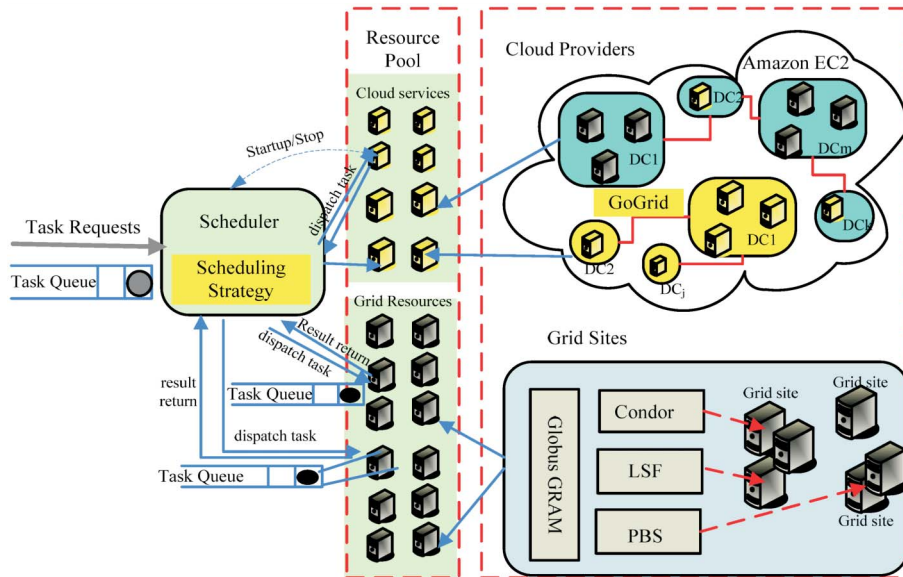 Resource
Pool
Cloud services
Cloud Providers
Amazon EC2
DC2
DC1
DCm
DCk
GoGrid
DC1
DC2
DCj
Startup/Stop
dispatch task
Task Requests
Scheduler
Scheduling
Strategy
Task Queue
Grid Resources
Result return
dispatch task
result
return
Task Queue
dispatch task
Task Queue
Grid Sites
Globus GRAM
Condor
LSF
PBS
Grid site
Grid site
Grid site